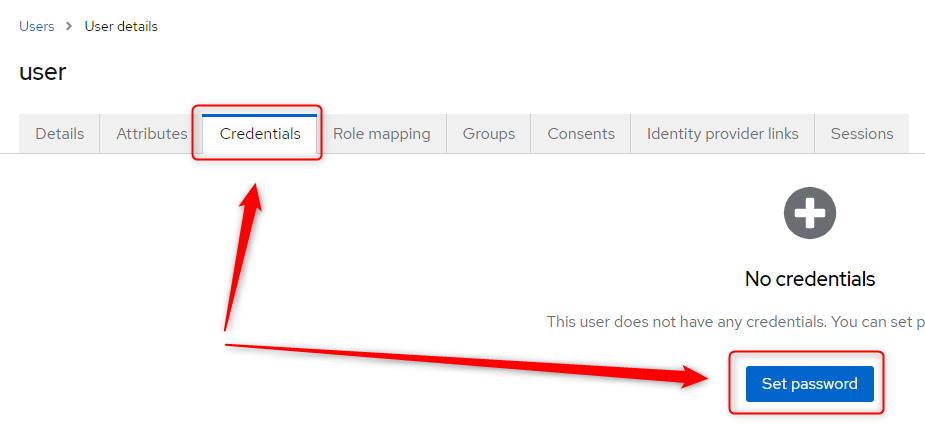 Users > User details
user
Details Attributes Credentials Role mapping Groups Consents Identity provider links Sessions
No credentials
This user does not have any credentials. You can set p
Set password